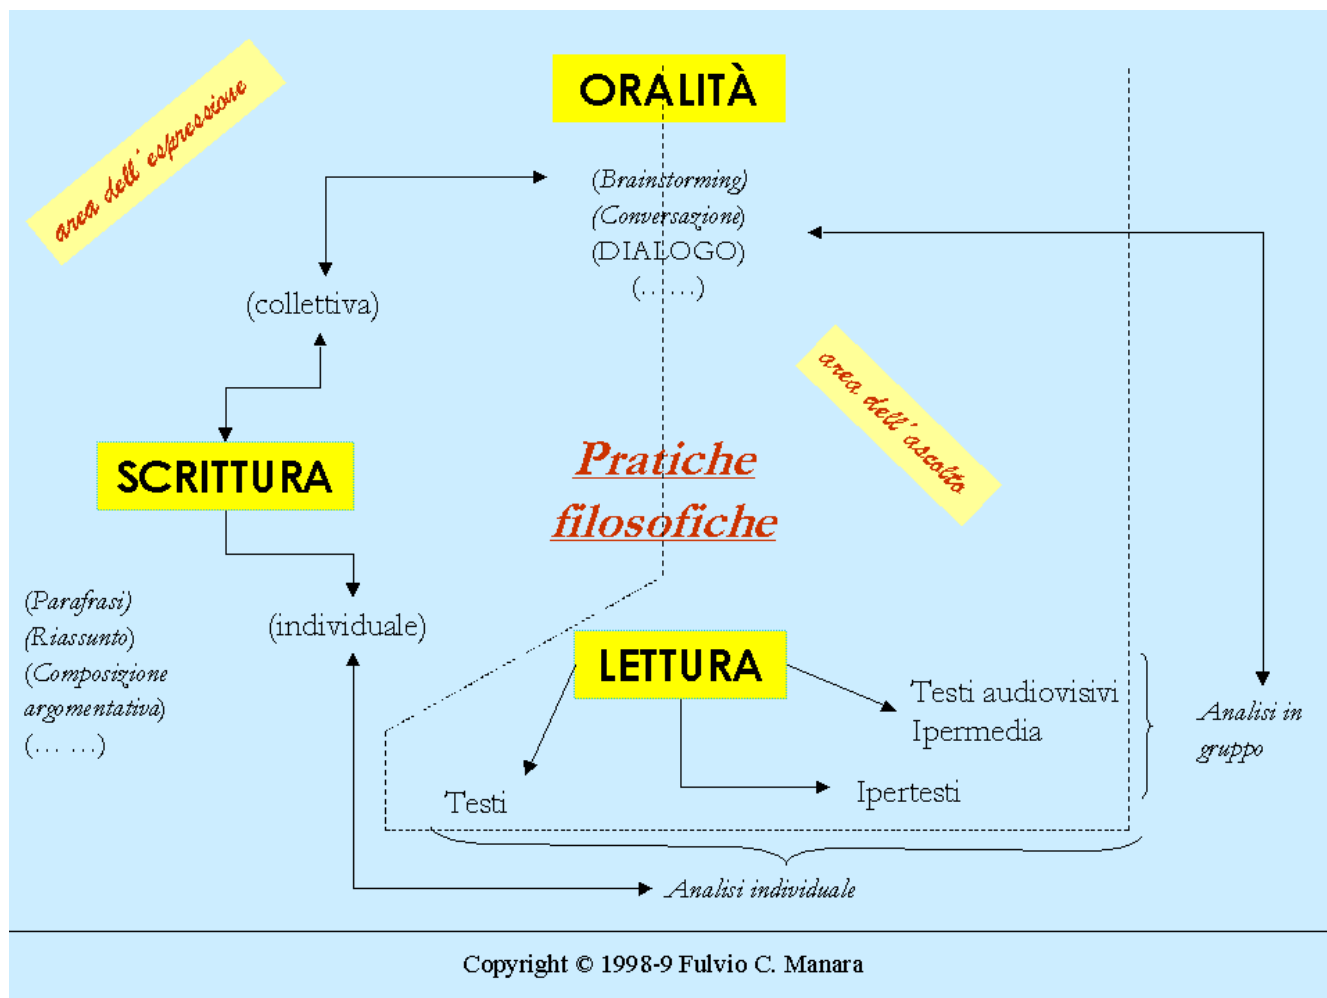 area dell' espressione
ORALITÀ
(Brainstorming)
(Conversazione)
(DIALOGO)
(... ...)
(collettiva)
area dell' ascolto
SCRITTURA
Pratiche
filosofiche
(Parafrasi)
(Riassunto)
(Composizione
argomentativa)
(... ...)
(individuale)
LETTURA
Testi audiovisivi
Ipermedia
Ipertesti
Testi
Analisi in
gruppo
Analisi individuale
Copyright © 1998-9 Fulvio C. Manara